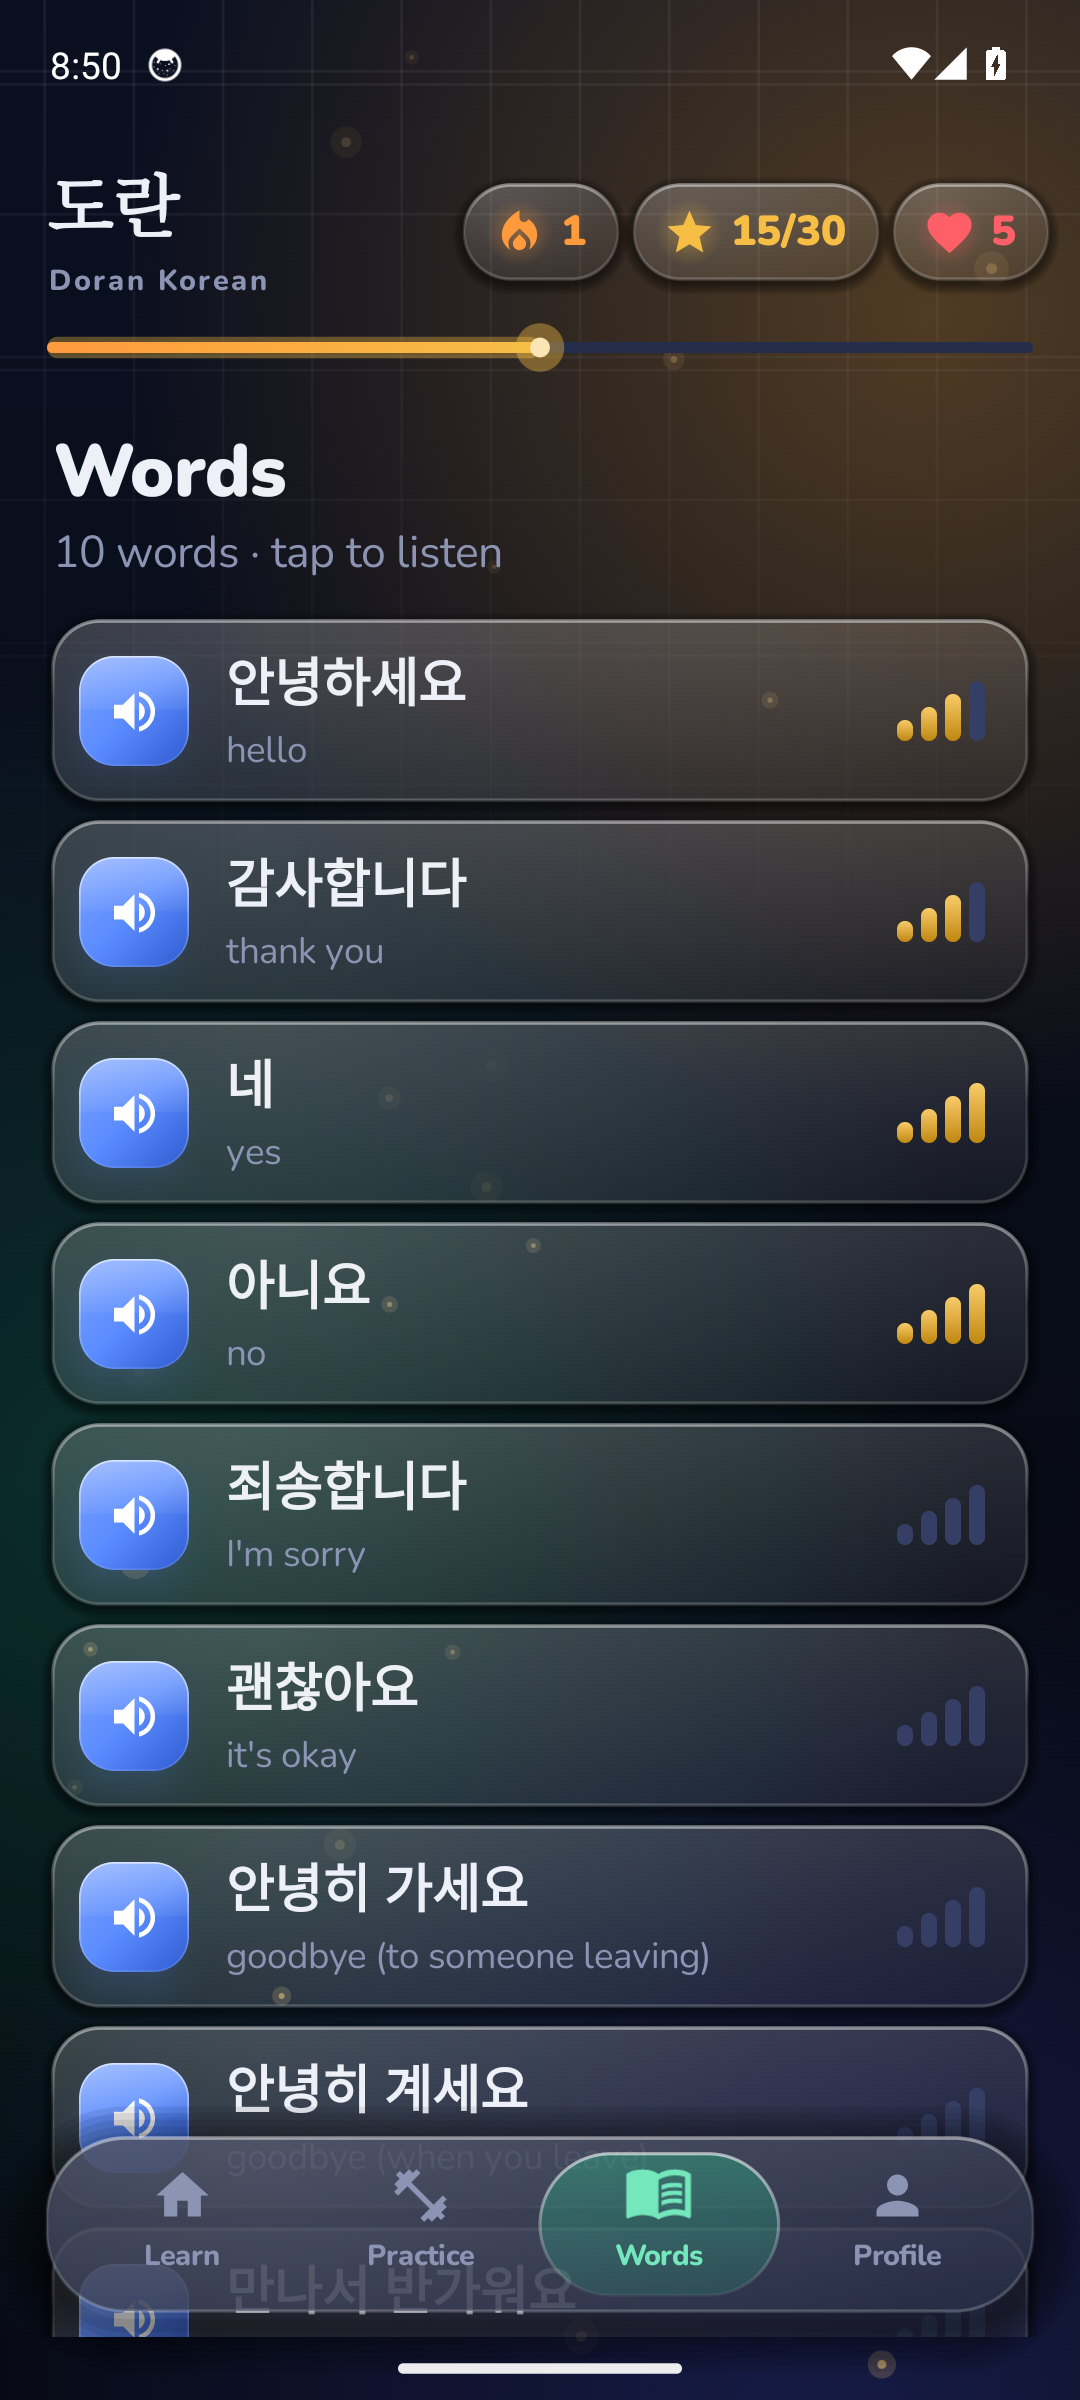 8:50
도란
Doran Korean
1
15/30
5
Words
10 words · tap to listen
안녕하세요
hello
감사합니다
thank you
네
yes
아니요
no
죄송합니다
I'm sorry
괜찮아요
it's okay
안녕히 가세요
goodbye (to someone leaving)
안녕히 계세요
goodbye (when you leave)
Learn
Practice
Words
Profile
만나서 반가워요